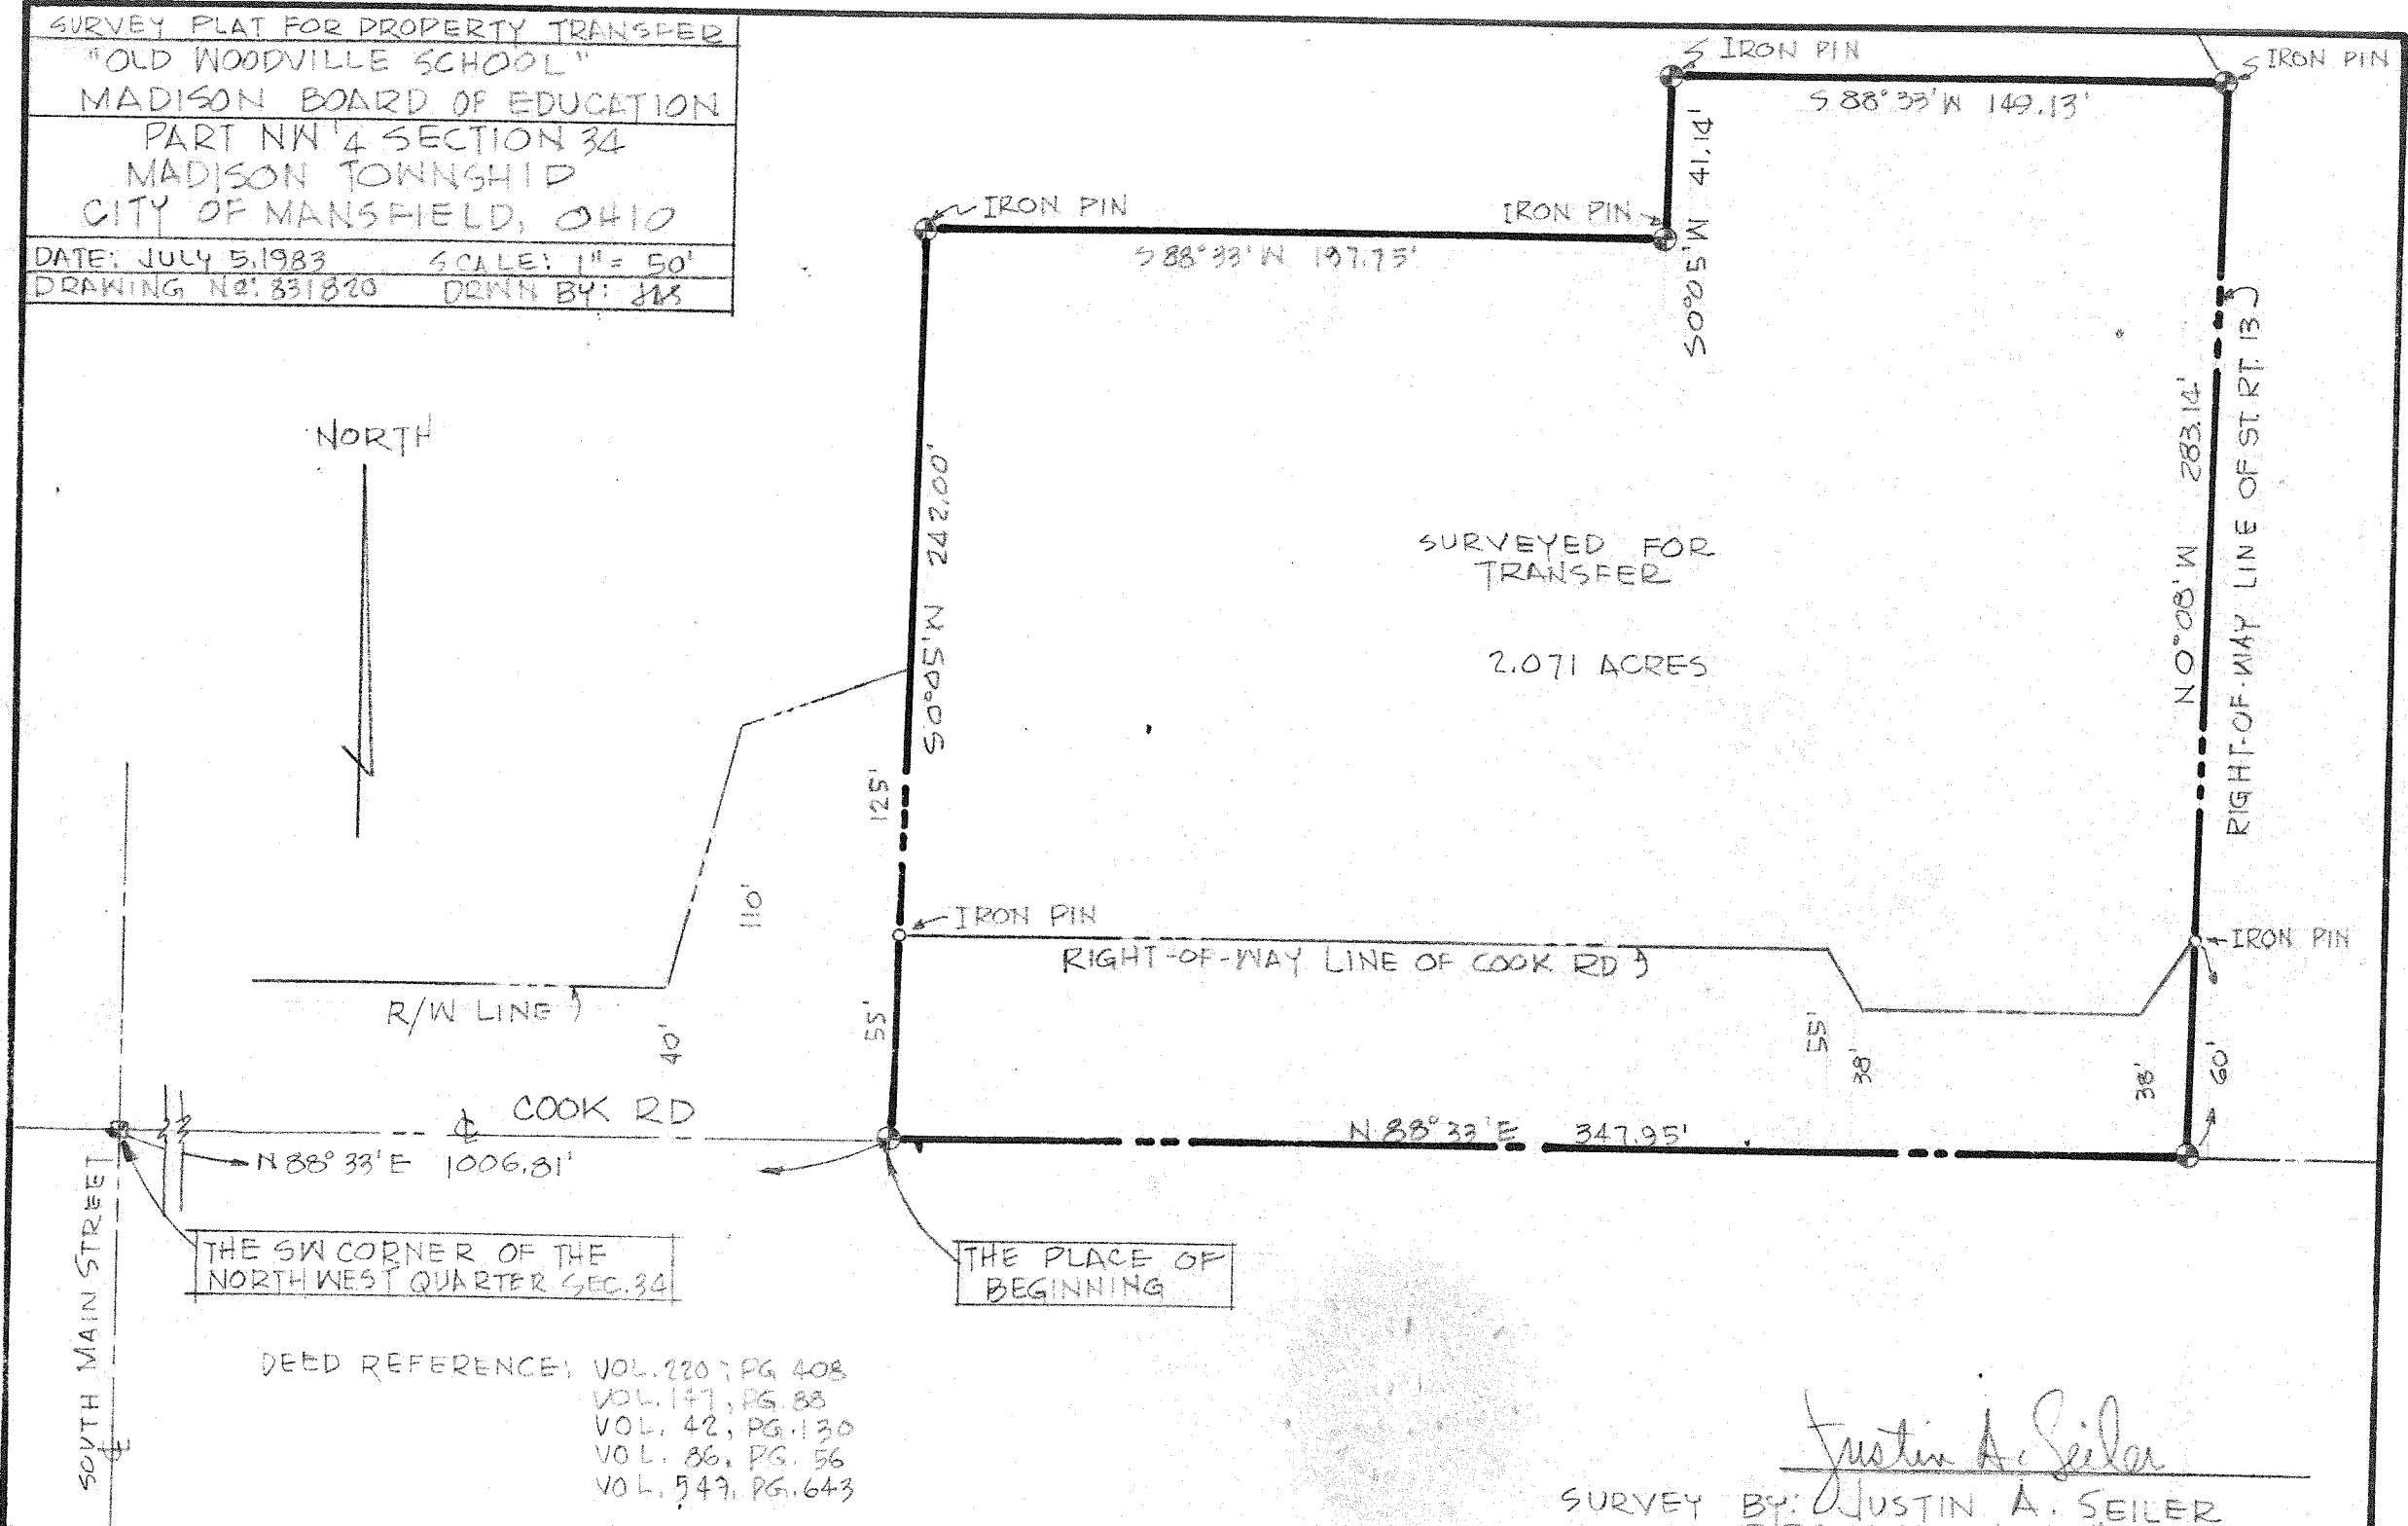 SURVEY PLAT FOR PROPERTY TRANSFER
"OLD WOODVILLE SCHOOL"
MADISON BOARD OF EDUCATION
PART NW 1/4 SECTION 34
MADISON TOWNSHIP
CITY OF MANSFIELD, OHIO
DATE: JULY 5, 1983 SCALE: 1" = 50'
DRAWING Nº: 831820 DRWN BY: JAS
IRON PIN
IRON PIN
S 88° 33' W 149.13'
S 0° 05' W 41.14'
IRON PIN
IRON PIN
S 88° 33' W 197.75'
NORTH
S 0° 05' W 242.00'
N 0° 08' W 283.14'
RIGHT-OF-WAY LINE OF ST. RT. 13
SURVEYED FOR
TRANSFER
2.071 ACRES
125'
110'
IRON PIN
IRON PIN
RIGHT-OF-WAY LINE OF COOK RD
R/W LINE
40'
55'
55'
38'
38'
60'
℄ COOK RD
N 88° 33' E 347.95'
N 88° 33' E 1006.81'
THE SW CORNER OF THE
NORTHWEST QUARTER SEC. 34
THE PLACE OF
BEGINNING
SOUTH MAIN STREET ℄
DEED REFERENCE: VOL. 220; PG 408
VOL. 147, PG. 88
VOL. 42, PG. 130
VOL. 86, PG. 56
VOL. 547, PG. 643
Justin A. Seiler
SURVEY BY: JUSTIN A. SEILER